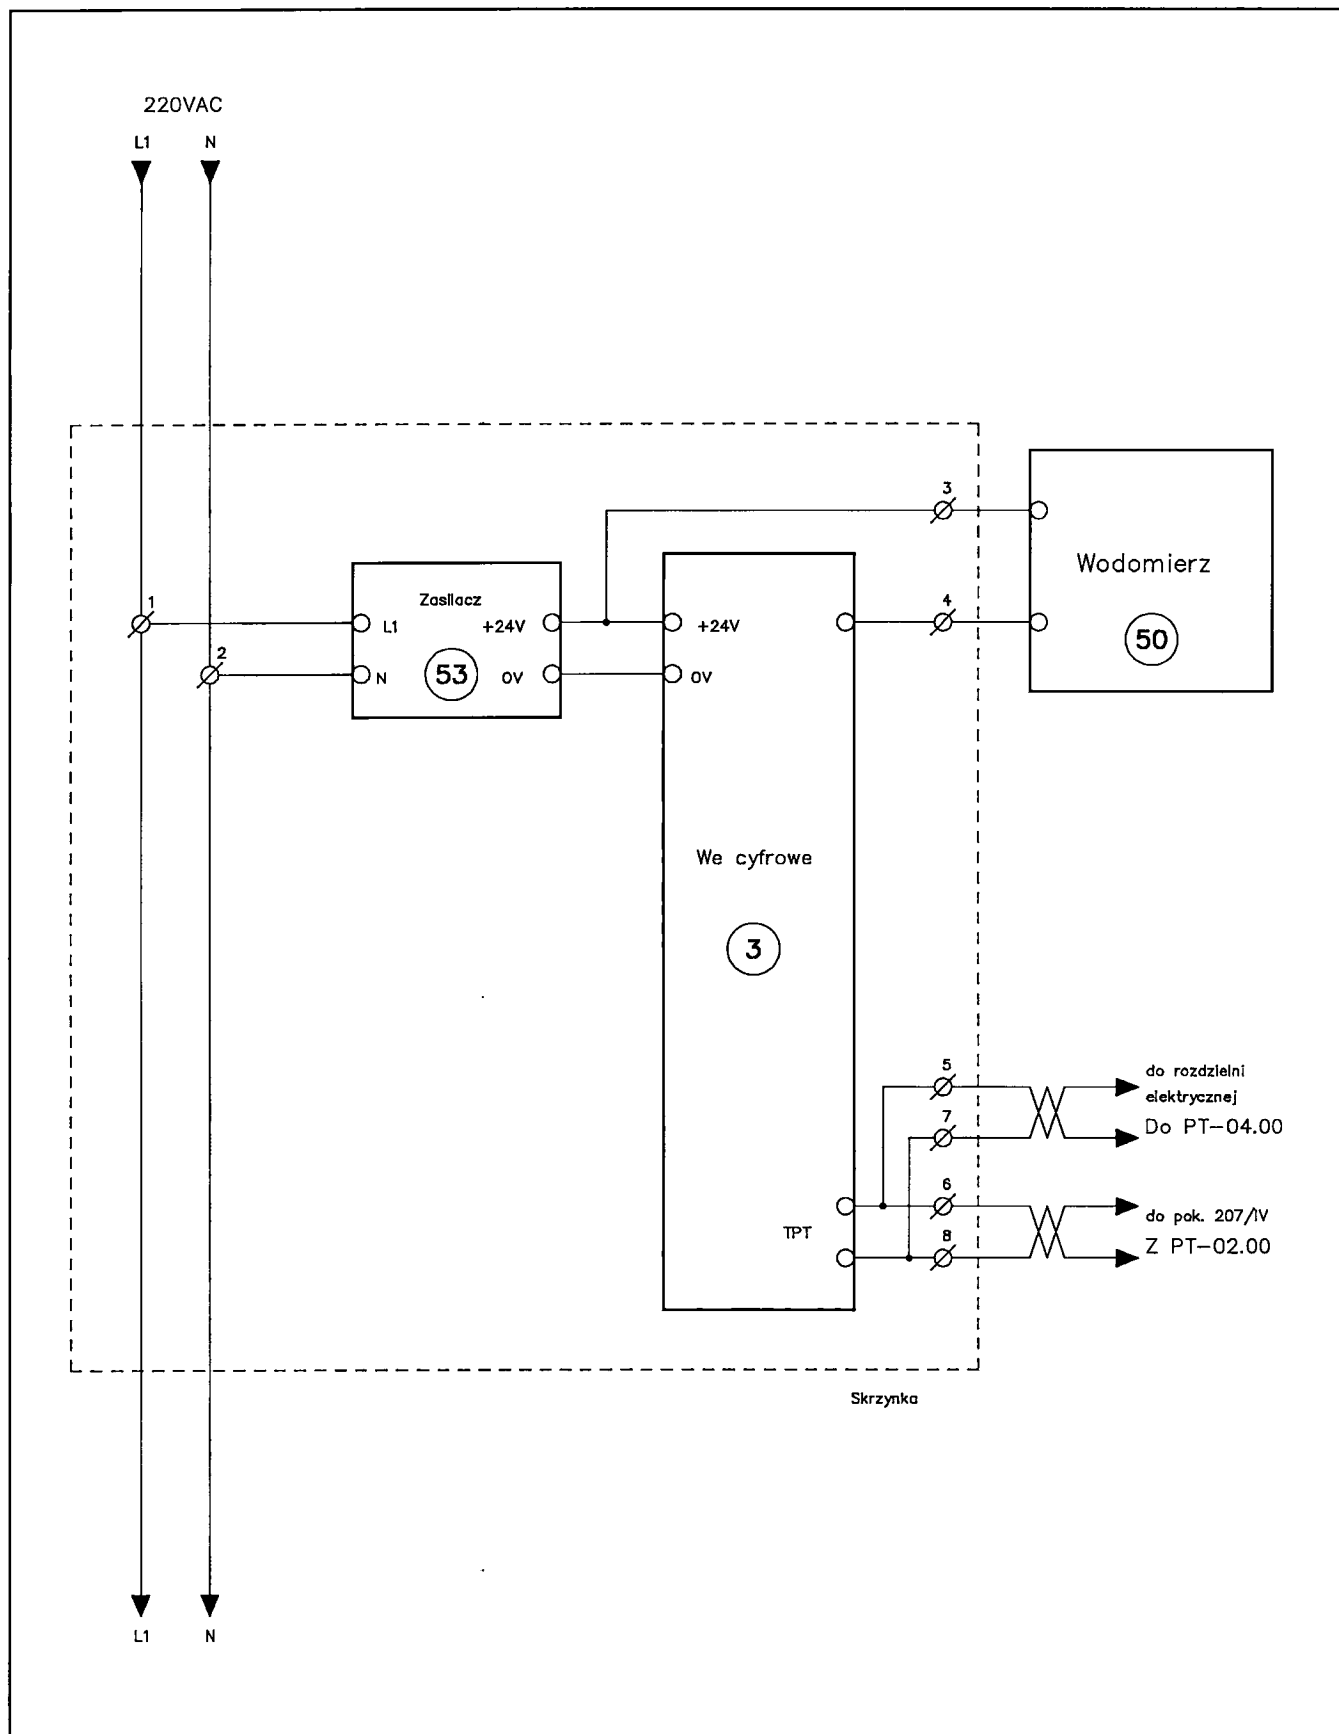 220VAC
L1 N
3
Wodomierz
50
4
1
Zasilacz
L1 +24V
+24V
2
N 53 0V
0V
We cyfrowe
3
5
do rozdzielni
elektrycznej
7
Do PT-04.00
6
do pok. 207/IV
TPT
8
Z PT-02.00
Skrzynka
L1 N